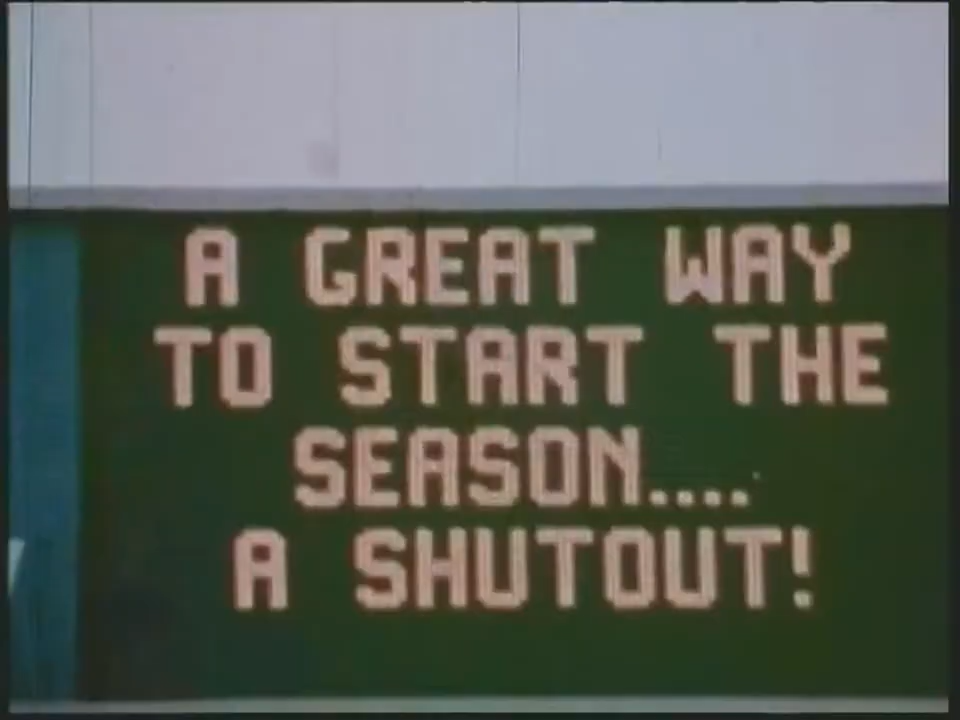 A GREAT WAY
TO START THE
SEASON....
A SHUTOUT!